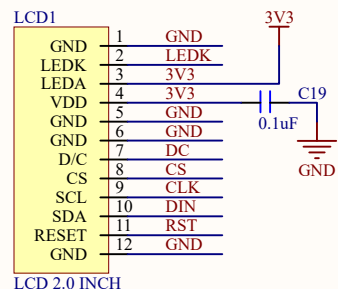 LCD1
3V3
GND 1 GND
LEDK 2 LEDK
LEDA 3 3V3
VDD 4 3V3
C19
GND 5 GND
0.1uF
GND 6 GND
D/C 7 DC
CS 8 CS
GND
SCL 9 CLK
SDA 10 DIN
RESET 11 RST
GND 12 GND
LCD 2.0 INCH